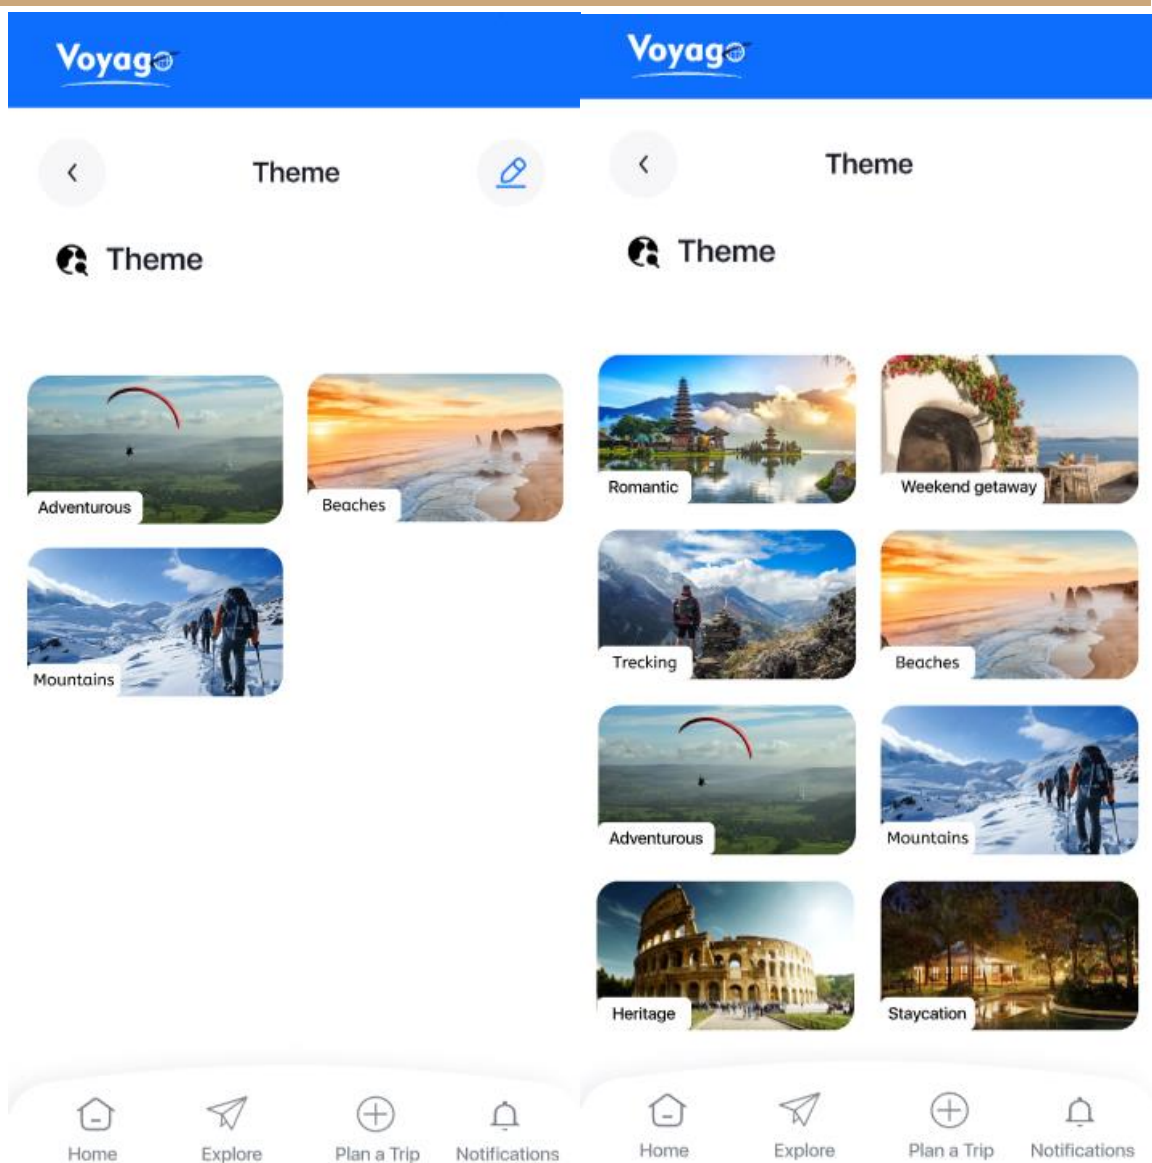 Voyago
Theme
Theme
Adventurous
Beaches
Mountains
Home
Explore
Plan a Trip
Notifications
Voyago
Theme
Theme
Romantic
Weekend getaway
Trecking
Beaches
Adventurous
Mountains
Heritage
Staycation
Home
Explore
Plan a Trip
Notifications